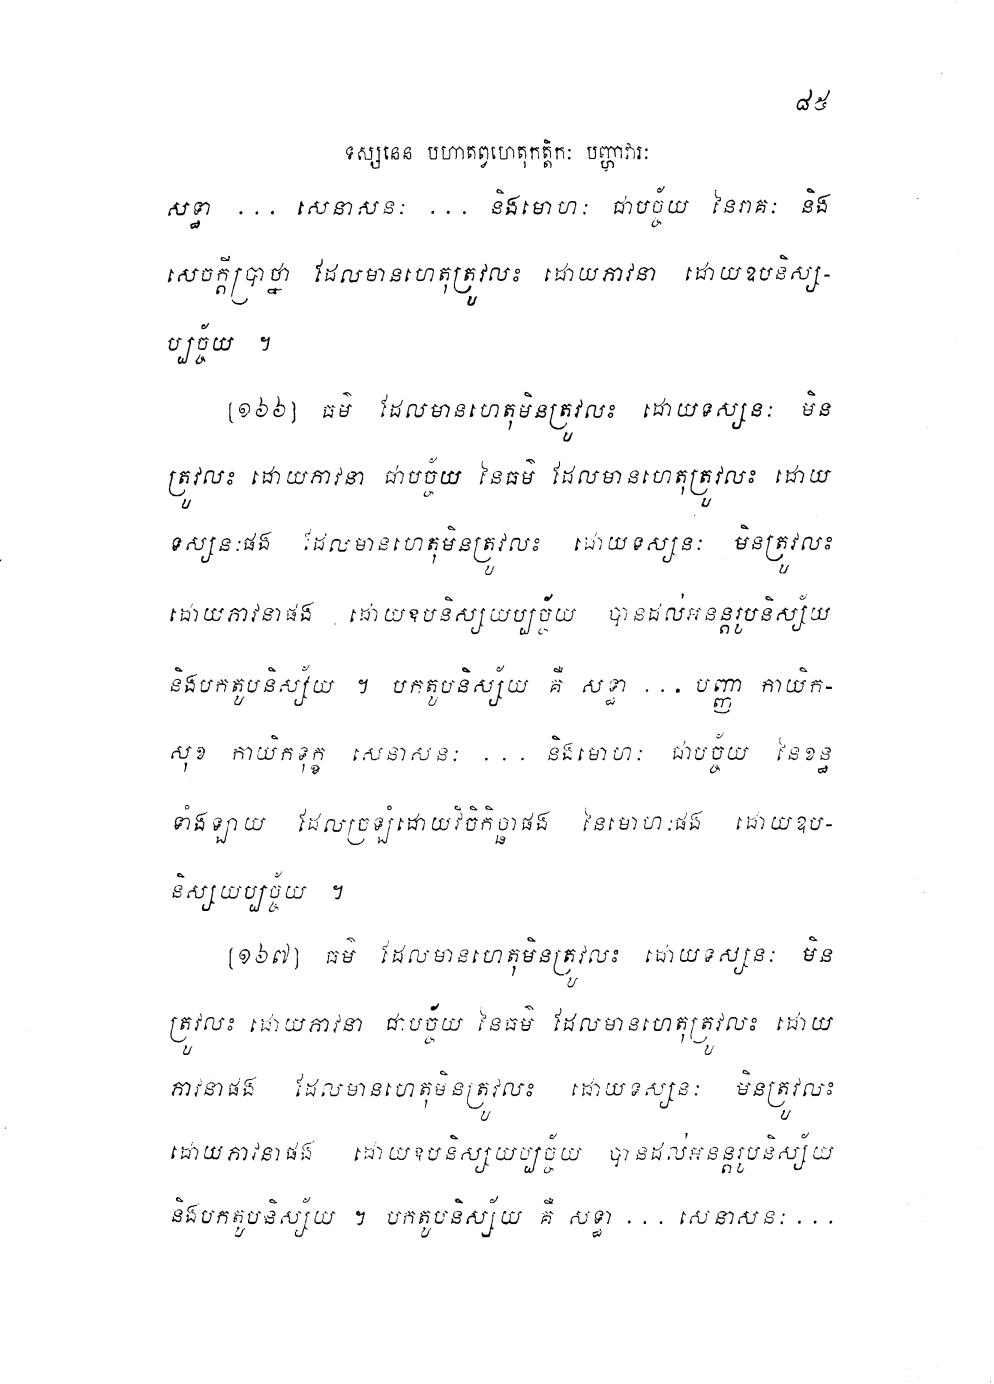 ៨៥
ទស្សនេន បហាតព្វហេតុកត្តិកៈ បញ្ហាវារៈ
សទ្ធា ... សេនាសនៈ ... និងមោហៈ ជាបច្ច័យ នៃរាគៈ និង
សេចក្តីប្រាថ្នា ដែលមានហេតុត្រូវលះ ដោយភាវនា ដោយឧបនិស្ស-
ប្បច្ច័យ ។
[១៦៦] ធម៌ ដែលមានហេតុមិនត្រូវលះ ដោយទស្សនៈ មិន
ត្រូវលះ ដោយភាវនា ជាបច្ច័យ នៃធម៌ ដែលមានហេតុត្រូវលះ ដោយ
ទស្សនៈផង ដែលមានហេតុមិនត្រូវលះ ដោយទស្សនៈ មិនត្រូវលះ
ដោយភាវនាផង ដោយឧបនិស្សយប្បច្ច័យ បានដល់អនន្តរូបនិស្ស័យ
និងបកតូបនិស្ស័យ ។ បកតូបនិស្ស័យ គឺ សទ្ធា ... បញ្ញា កាយិក-
សុខ កាយិកទុក្ខ សេនាសនៈ ... និងមោហៈ ជាបច្ច័យ នៃខន្ធ
ទាំងឡាយ ដែលច្រឡំដោយវិចិកិច្ឆាផង នៃមោហៈផង ដោយឧប-
និស្សយប្បច្ច័យ ។
[១៦៧] ធម៌ ដែលមានហេតុមិនត្រូវលះ ដោយទស្សនៈ មិន
ត្រូវលះ ដោយភាវនា ជាបច្ច័យ នៃធម៌ ដែលមានហេតុត្រូវលះ ដោយ
ភាវនាផង ដែលមានហេតុមិនត្រូវលះ ដោយទស្សនៈ មិនត្រូវលះ
ដោយភាវនាផង ដោយឧបនិស្សយប្បច្ច័យ បានដល់អនន្តរូបនិស្ស័យ
និងបកតូបនិស្ស័យ ។ បកតូបនិស្ស័យ គឺ សទ្ធា ... សេនាសនៈ ...